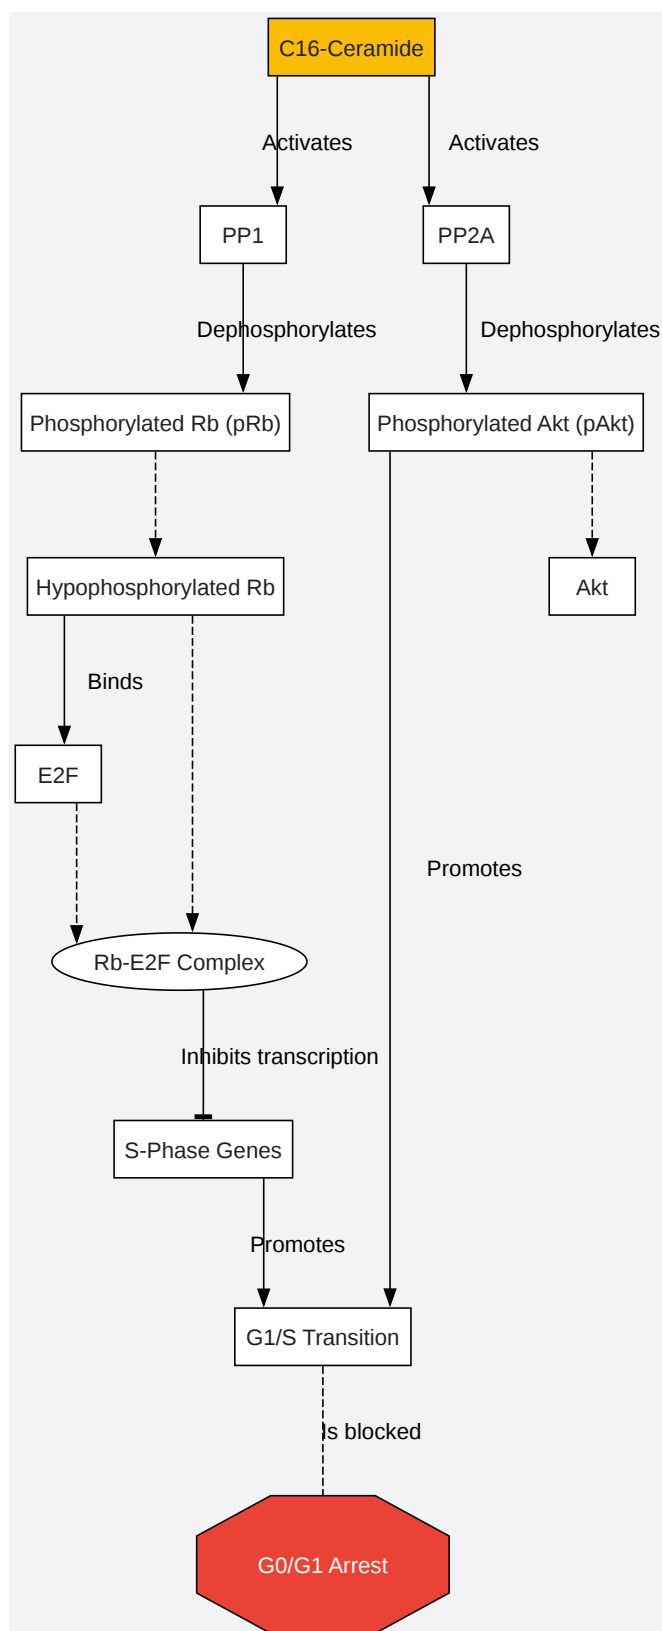 C16-Ceramide
Activates
Activates
PP1
PP2A
Dephosphorylates
Dephosphorylates
Phosphorylated Rb (pRb)
Phosphorylated Akt (pAkt)
Hypophosphorylated Rb
Akt
Binds
E2F
Promotes
Rb-E2F Complex
Inhibits transcription
S-Phase Genes
Promotes
G1/S Transition
Is blocked
G0/G1 Arrest